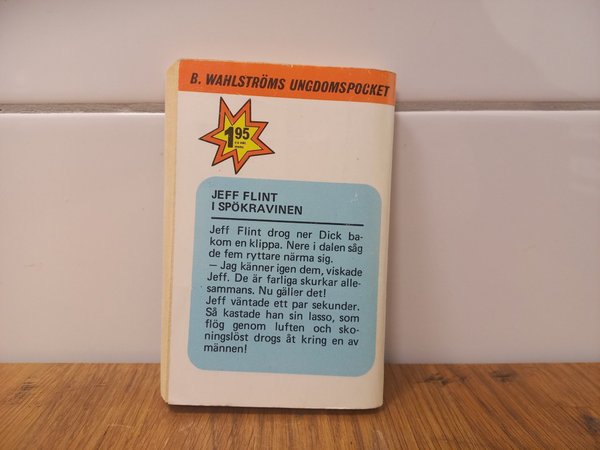 B. WAHLSTRÖMS UNGDOMSPOCKET
1.95
JEFF FLINT
I SPÖKRAVINEN
Jeff Flint drog ner Dick ba-
kom en klippa. Nere i dalen såg
de fem ryttare närma sig.
— Jag känner igen dem, viskade
Jeff. De är farliga skurkar alle-
sammans. Nu gäller det!
Jeff väntade ett par sekunder.
Så kastade han sin lasso, som
flög genom luften och sko-
ningslöst drogs åt kring en av
männen!